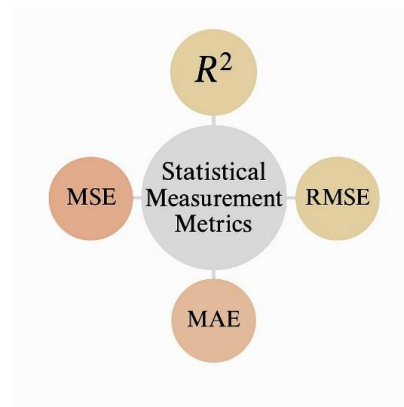 R²
Statistical
MSE Measurement RMSE
Metrics
MAE